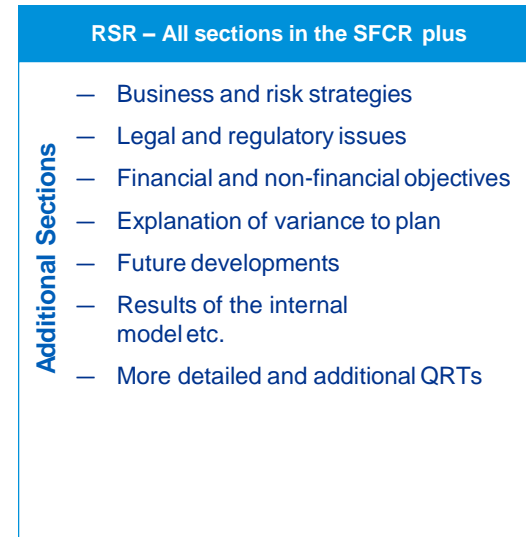 RSR – All sections in the SFCR plus
Additional Sections
— Business and risk strategies
— Legal and regulatory issues
— Financial and non-financial objectives
— Explanation of variance to plan
— Future developments
— Results of the internal
model etc.
— More detailed and additional QRTs